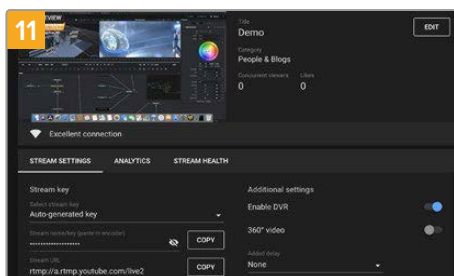 11
EVIEW
Title
Demo
EDIT
Category
People & Blogs
Concurrent viewers
Likes
0
0
Excellent connection
STREAM SETTINGS
ANALYTICS
STREAM HEALTH
Stream key
Additional settings
Select stream key
Auto-generated key
Enable DVR
Stream name/key (paste in encoder)
COPY
360° video
Stream URL
rtmp://a.rtmp.youtube.com/live2
COPY
Added delay
None